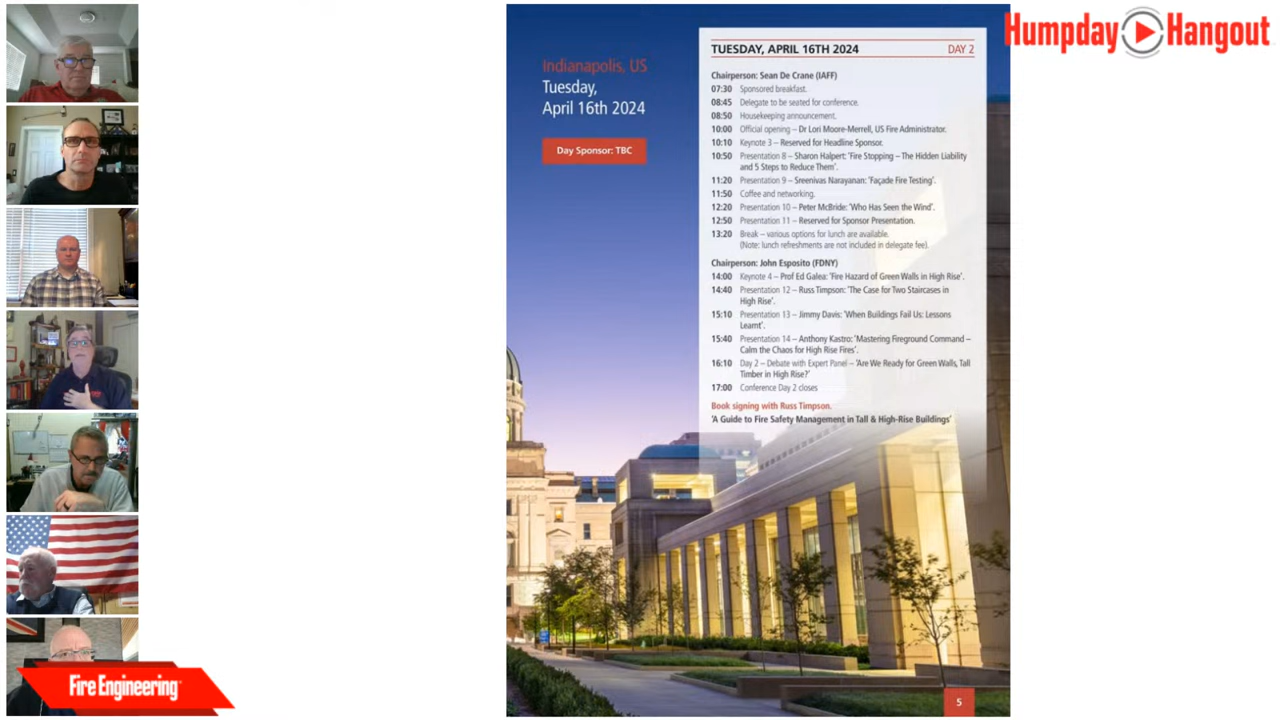 Humpday Hangout
Indianapolis, US
Tuesday,
April 16th 2024
Day Sponsor: TBC
TUESDAY, APRIL 16TH 2024 DAY 2
Chairperson: Sean De Crane (IAFF)
07:30 Sponsored breakfast.
08:45 Delegate to be seated for conference.
08:50 Housekeeping announcement.
10:00 Official opening – Dr Lori Moore-Merrell, US Fire Administrator.
10:10 Keynote 3 – Reserved for Headline Sponsor.
10:50 Presentation 8 – Sharon Halpert: 'Fire Stopping – The Hidden Liability
and 5 Steps to Reduce Them'.
11:20 Presentation 9 – Sreenivas Narayanan: 'Façade Fire Testing'.
11:50 Coffee and networking.
12:20 Presentation 10 – Peter McBride: 'Who Has Seen the Wind'.
12:50 Presentation 11 – Reserved for Sponsor Presentation.
13:20 Break – various options for lunch are available.
(Note: lunch refreshments are not included in delegate fee).
Chairperson: John Esposito (FDNY)
14:00 Keynote 4 – Prof Ed Galea: 'Fire Hazard of Green Walls in High Rise'.
14:40 Presentation 12 – Russ Timpson: 'The Case for Two Staircases in
High Rise'.
15:10 Presentation 13 – Jimmy Davis: 'When Buildings Fail Us: Lessons
Learnt'.
15:40 Presentation 14 – Anthony Kastro: 'Mastering Fireground Command –
Calm the Chaos for High Rise Fires'.
16:10 Day 2 – Debate with Expert Panel – 'Are We Ready for Green Walls, Tall
Timber in High Rise?'
17:00 Conference Day 2 closes
Book signing with Russ Timpson.
'A Guide to Fire Safety Management in Tall & High-Rise Buildings'
Fire Engineering
5